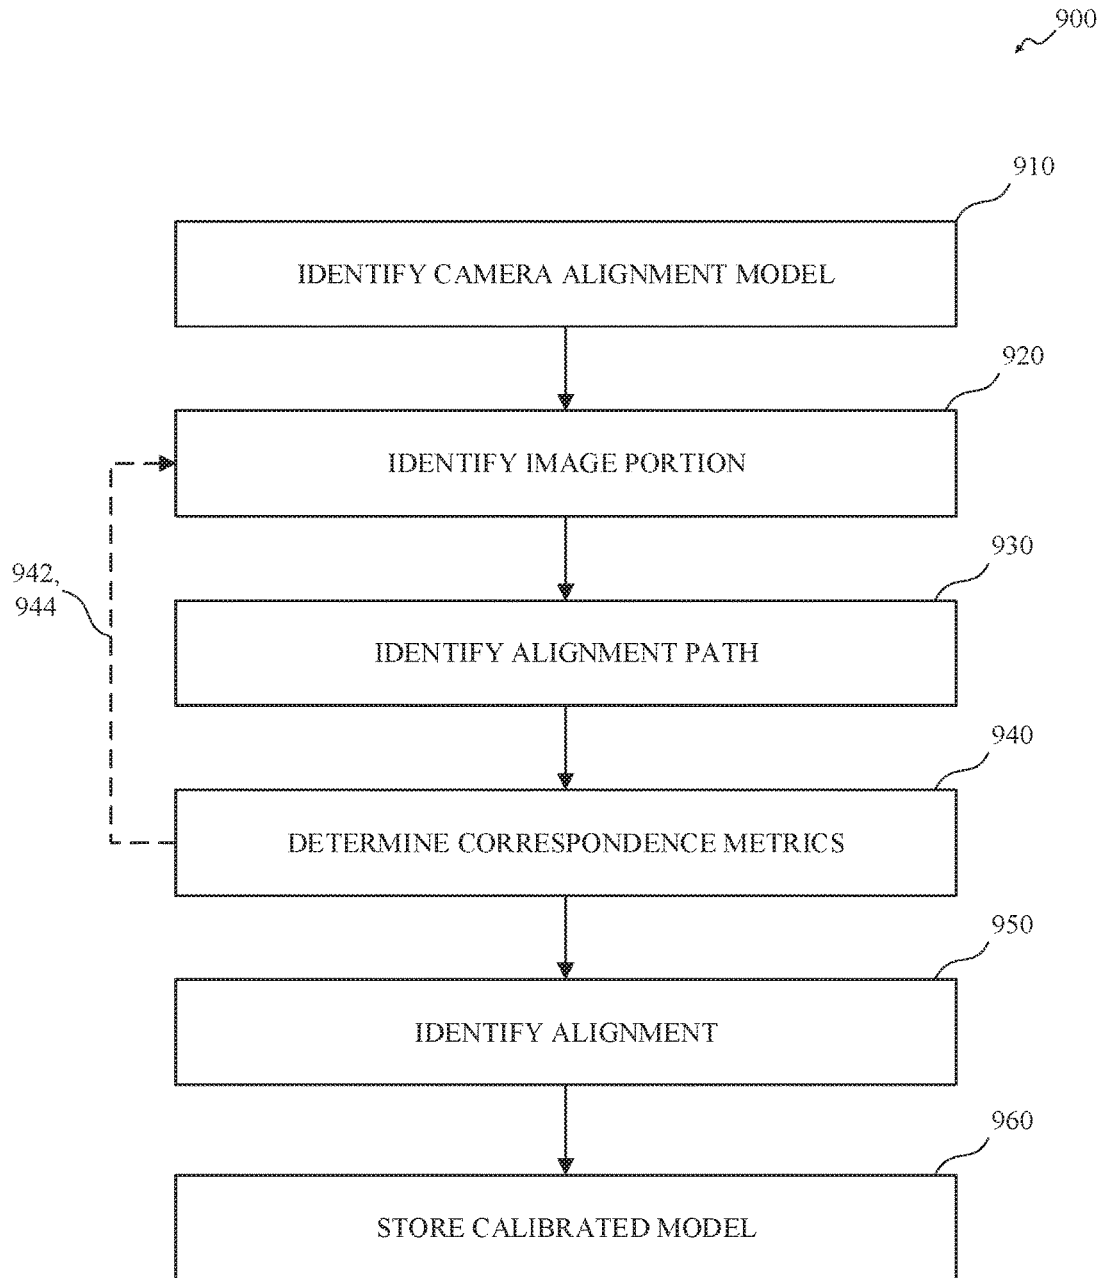 900
910
IDENTIFY CAMERA ALIGNMENT MODEL
920
IDENTIFY IMAGE PORTION
930
942,
944
IDENTIFY ALIGNMENT PATH
940
DETERMINE CORRESPONDENCE METRICS
950
IDENTIFY ALIGNMENT
960
STORE CALIBRATED MODEL